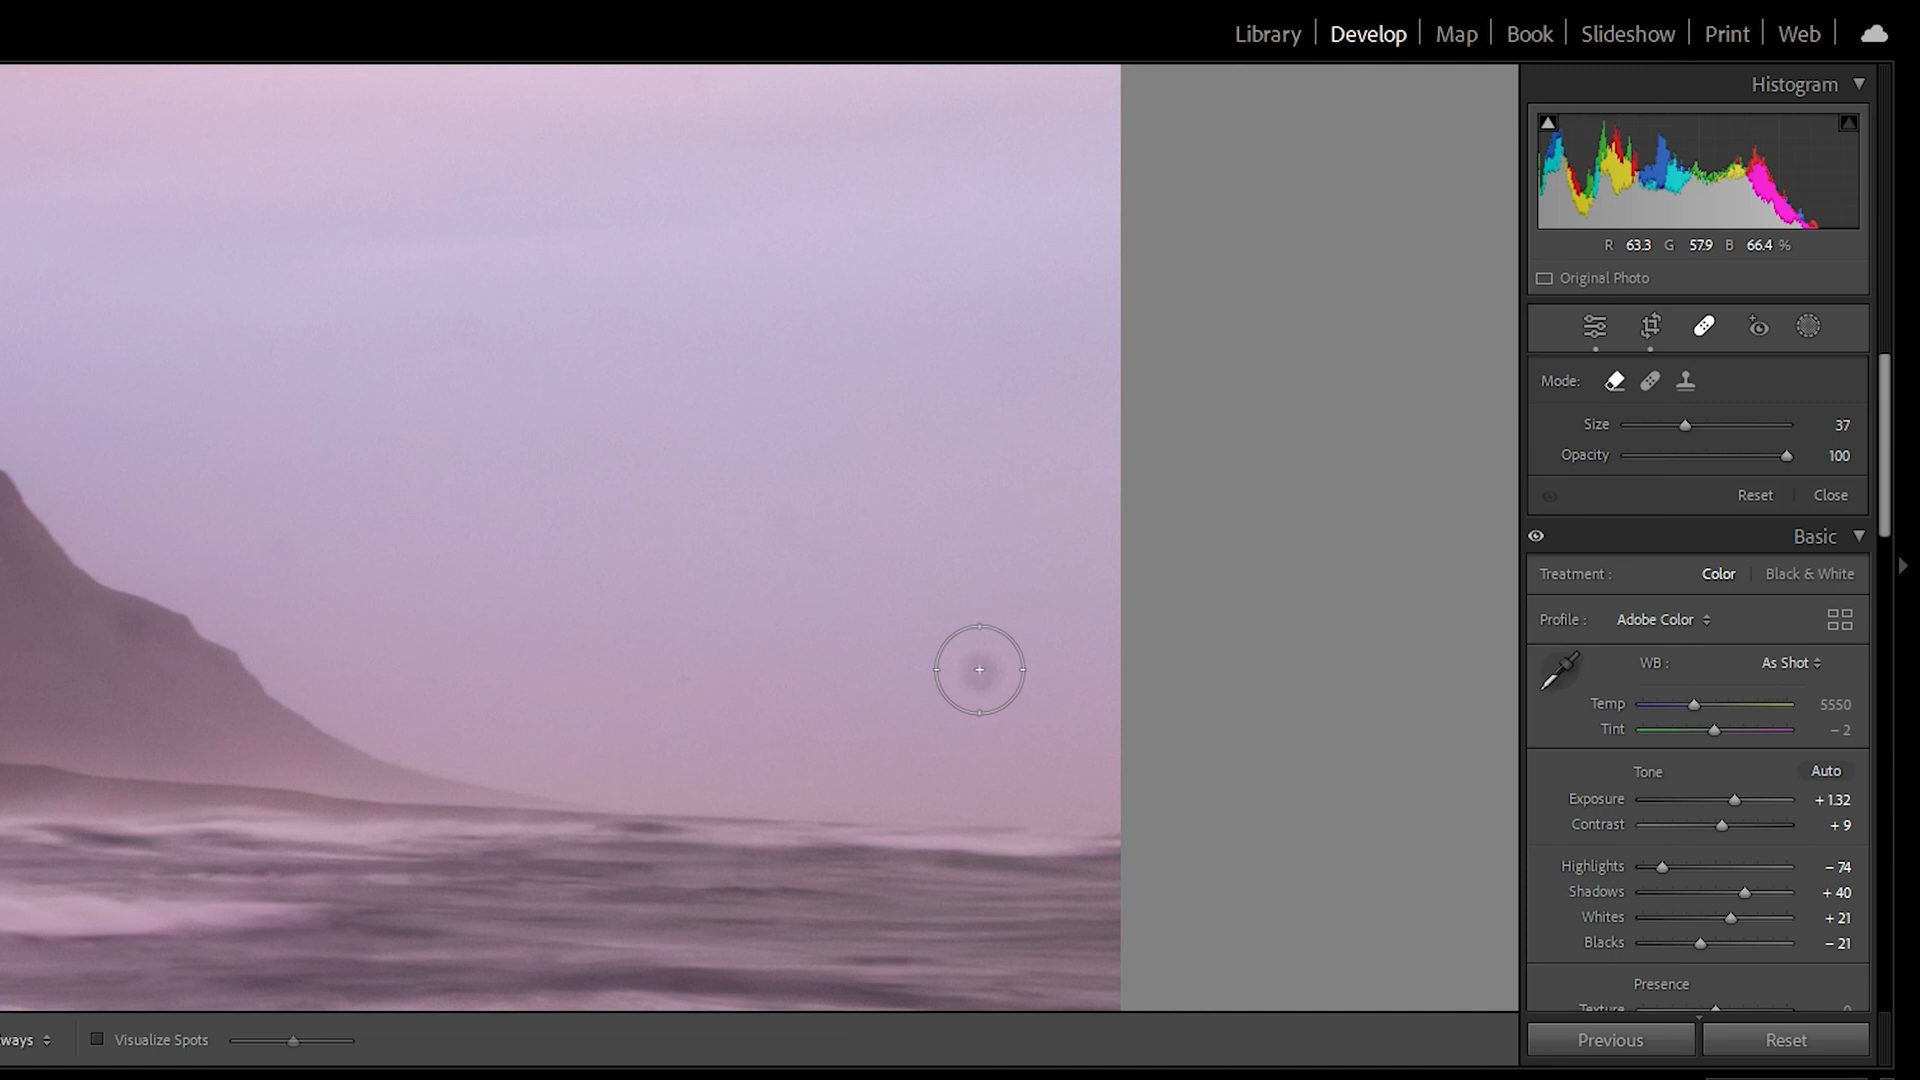 Library | Develop | Map | Book | Slideshow | Print | Web |
Histogram
R 63.3 G 57.9 B 66.4 %
Original Photo
Mode:
Size 37
Opacity 100
Reset Close
Basic
Treatment : Color Black & White
Profile : Adobe Color
WB : As Shot
Temp 5550
Tint – 2
Tone Auto
Exposure + 1.32
Contrast + 9
Highlights – 74
Shadows + 40
Whites + 21
Blacks – 21
Presence
Texture 0
ways Visualize Spots
Previous Reset